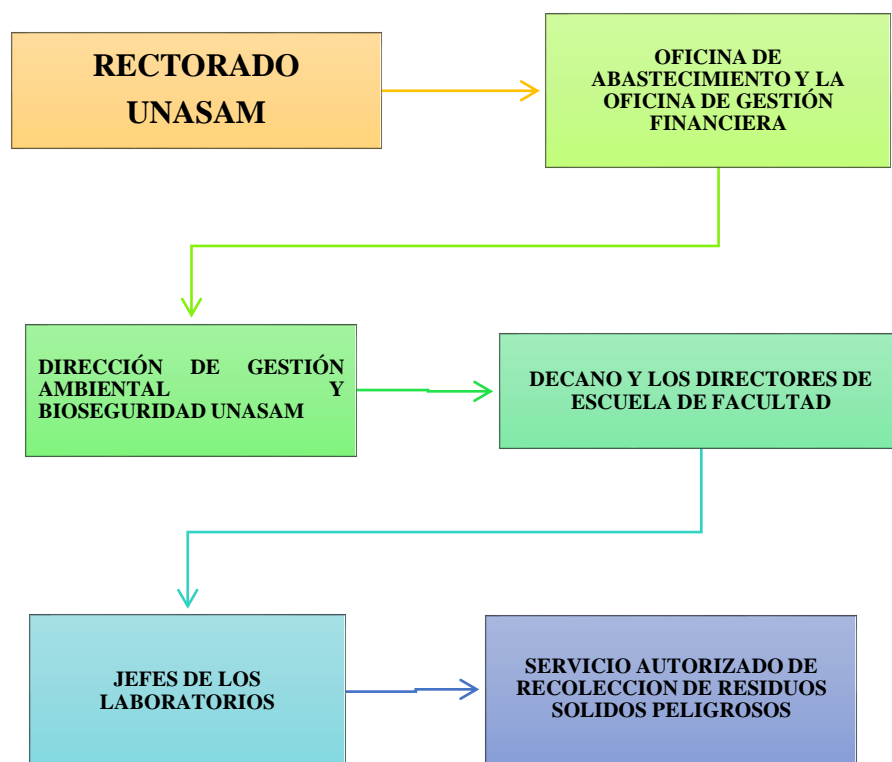 RECTORADO
UNASAM
OFICINA DE
ABASTECIMIENTO Y LA
OFICINA DE GESTIÓN
FINANCIERA
DIRECCIÓN DE GESTIÓN
AMBIENTAL Y
BIOSEGURIDAD UNASAM
DECANO Y LOS DIRECTORES DE
ESCUELA DE FACULTAD
JEFES DE LOS
LABORATORIOS
SERVICIO AUTORIZADO DE
RECOLECCION DE RESIDUOS
SOLIDOS PELIGROSOS